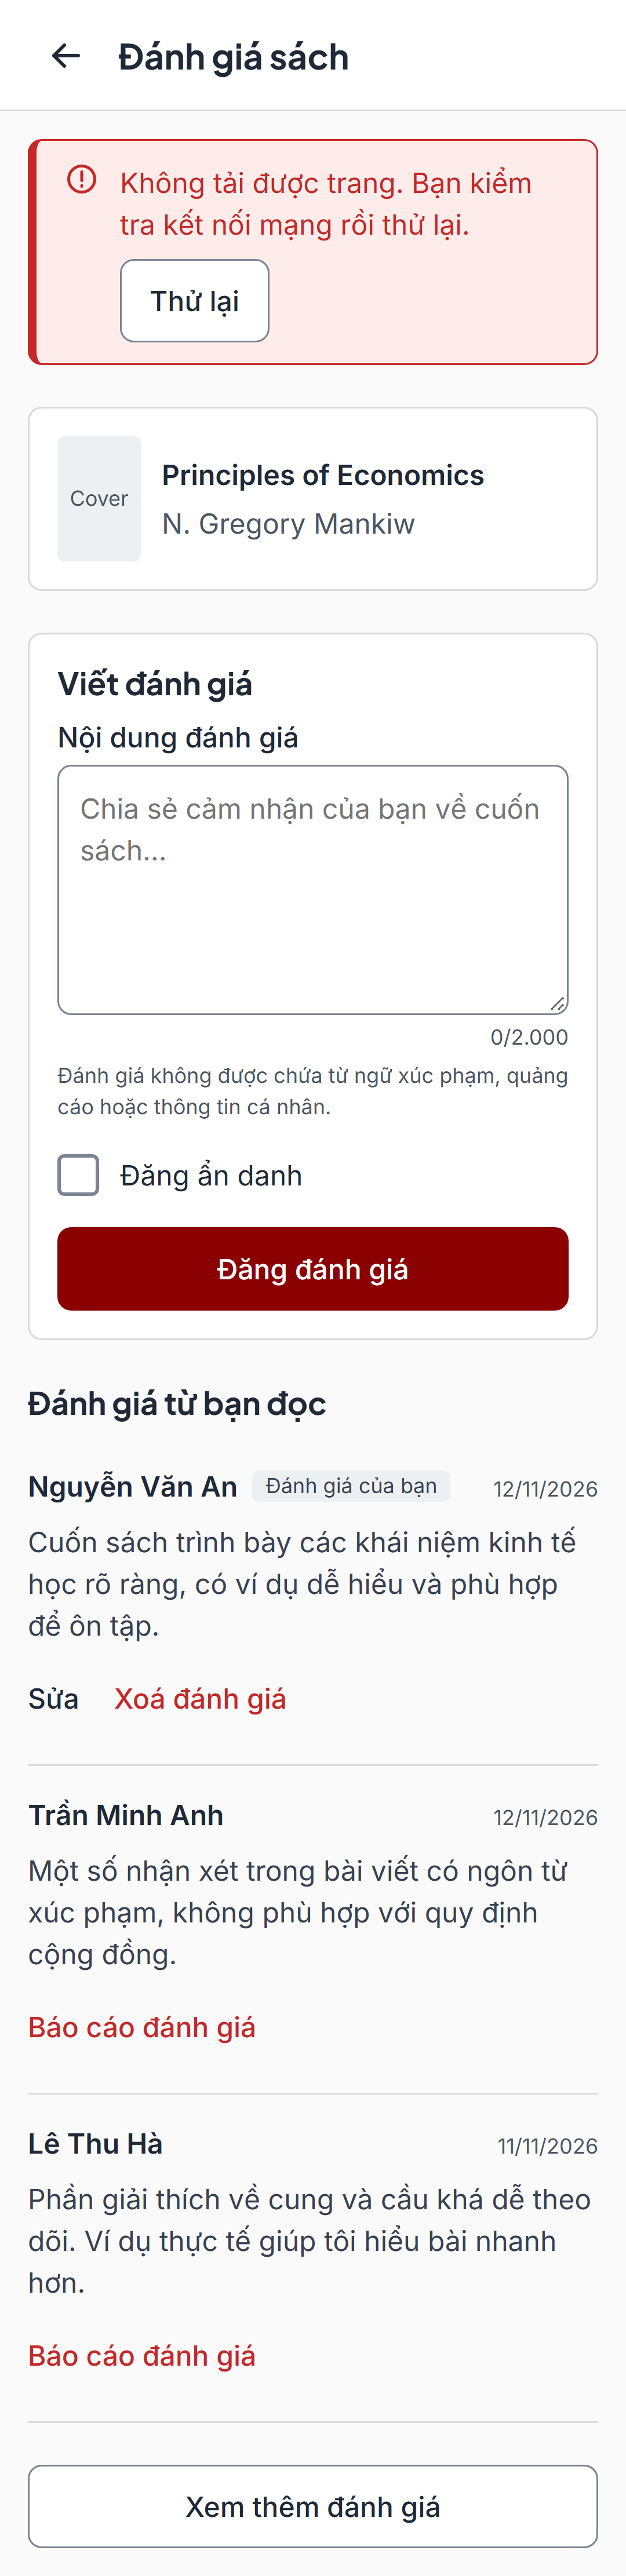 Đánh giá sách
Không tải được trang. Bạn kiểm
tra kết nối mạng rồi thử lại.
Thử lại
Cover
Principles of Economics
N. Gregory Mankiw
Viết đánh giá
Nội dung đánh giá
Chia sẻ cảm nhận của bạn về cuốn
sách...
0/2.000
Đánh giá không được chứa từ ngữ xúc phạm, quảng
cáo hoặc thông tin cá nhân.
Đăng ẩn danh
Đăng đánh giá
Đánh giá từ bạn đọc
Nguyễn Văn An Đánh giá của bạn 12/11/2026
Cuốn sách trình bày các khái niệm kinh tế
học rõ ràng, có ví dụ dễ hiểu và phù hợp
để ôn tập.
Sửa Xoá đánh giá
Trần Minh Anh 12/11/2026
Một số nhận xét trong bài viết có ngôn từ
xúc phạm, không phù hợp với quy định
cộng đồng.
Báo cáo đánh giá
Lê Thu Hà 11/11/2026
Phần giải thích về cung và cầu khá dễ theo
dõi. Ví dụ thực tế giúp tôi hiểu bài nhanh
hơn.
Báo cáo đánh giá
Xem thêm đánh giá